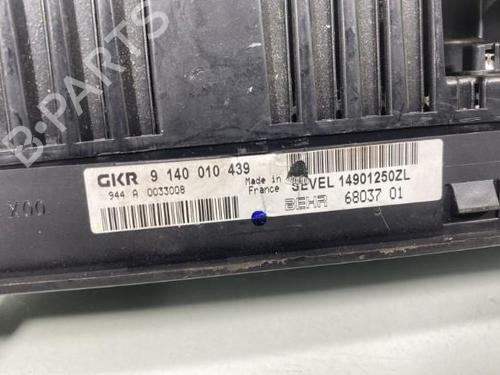 B-PARTS
X00
GKR 9 140 010 439
944 A 0033008
Made in
France
SEVEL 14901250ZL
BEHR 68037 01